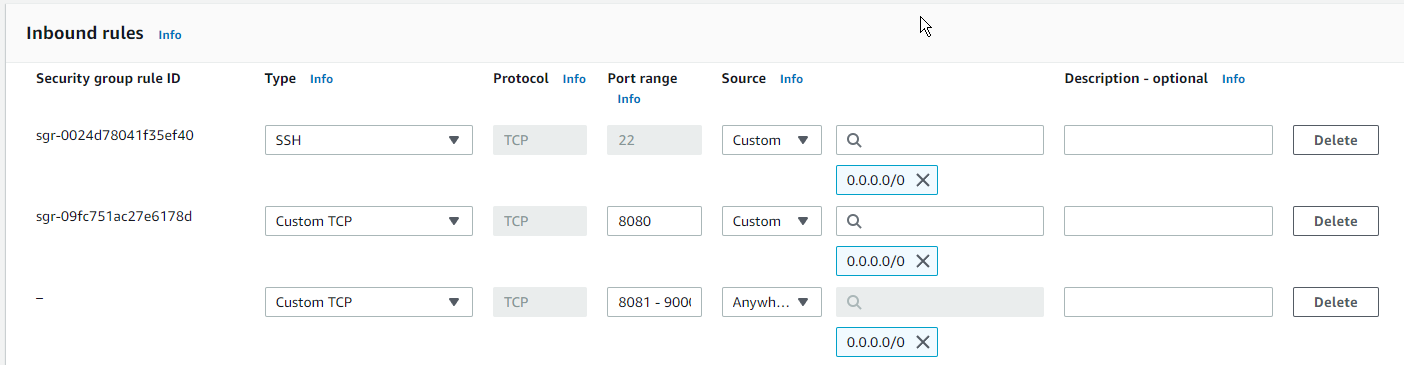 Inbound rules Info
Security group rule ID Type Info Protocol Info Port range Info Source Info Description - optional Info
sgr-0024d78041f35ef40 SSH TCP 22 Custom Delete
0.0.0.0/0
sgr-09fc751ac27e6178d Custom TCP TCP 8080 Custom Delete
0.0.0.0/0
– Custom TCP TCP 8081 - Anywh... Delete
0.0.0.0/0